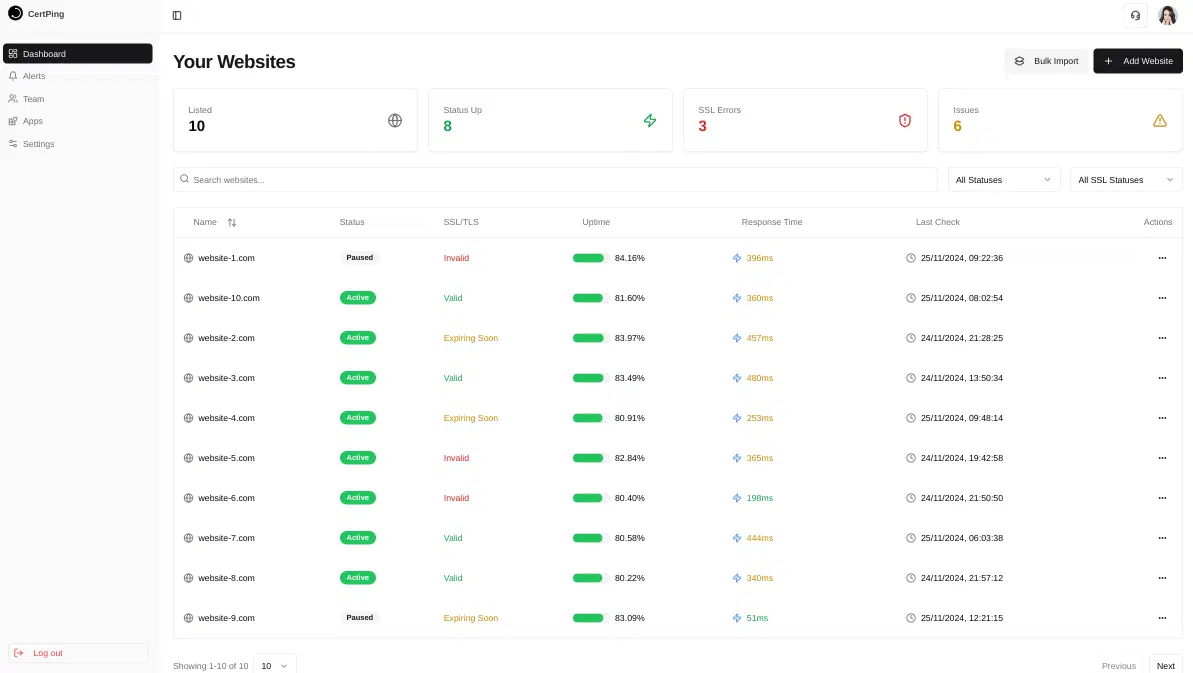 CertPing
Dashboard
Alerts
Team
Apps
Settings
Log out
Your Websites
Bulk Import
Add Website
Listed
10
Status Up
8
SSL Errors
3
Issues
6
Search websites...
All Statuses
All SSL Statuses
Name Status SSL/TLS Uptime Response Time Last Check Actions
website-1.com Paused Invalid 84.16% 396ms 25/11/2024, 09:22:36
website-10.com Active Valid 81.60% 360ms 25/11/2024, 08:02:54
website-2.com Active Expiring Soon 83.97% 457ms 24/11/2024, 21:28:25
website-3.com Active Valid 83.49% 480ms 24/11/2024, 13:50:34
website-4.com Active Expiring Soon 80.91% 253ms 25/11/2024, 09:48:14
website-5.com Active Invalid 82.84% 365ms 24/11/2024, 19:42:58
website-6.com Active Invalid 80.40% 198ms 24/11/2024, 21:50:50
website-7.com Active Valid 80.58% 444ms 25/11/2024, 06:03:38
website-8.com Active Valid 80.22% 340ms 24/11/2024, 21:57:12
website-9.com Paused Expiring Soon 83.09% 51ms 25/11/2024, 12:21:15
Showing 1-10 of 10 10 Previous Next